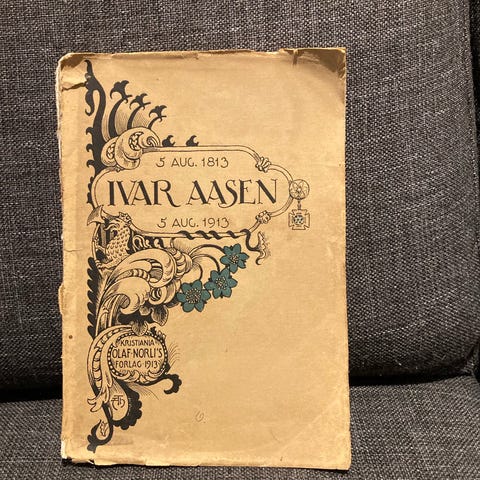 5 AUG. 1813
IVAR AASEN
5 AUG. 1913
KRISTIANIA
OLAF·NORLI'S
FORLAG·1913